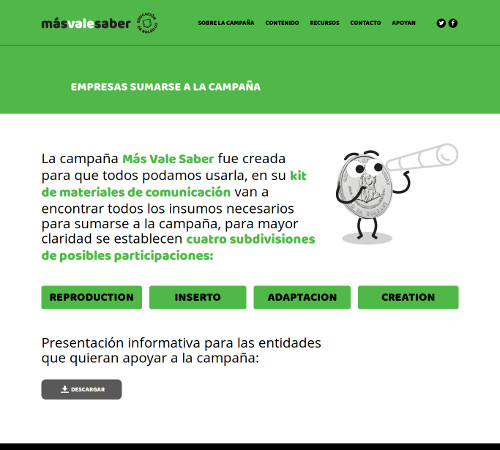 másvalesaber
SOBRE LA CAMPAÑA CONTENIDO RECURSOS CONTACTO APOYAN
EMPRESAS SUMARSE A LA CAMPAÑA
La campaña Más Vale Saber fue creada
para que todos podamos usarla, en su kit
de materiales de comunicación van a
encontrar todos los insumos necesarios
para sumarse a la campaña, para mayor
claridad se establecen cuatro subdivisiones
de posibles participaciones:
REPRODUCTION INSERTO ADAPTACION CREATION
Presentación informativa para las entidades
que quieran apoyar a la campaña:
DESCARGAR